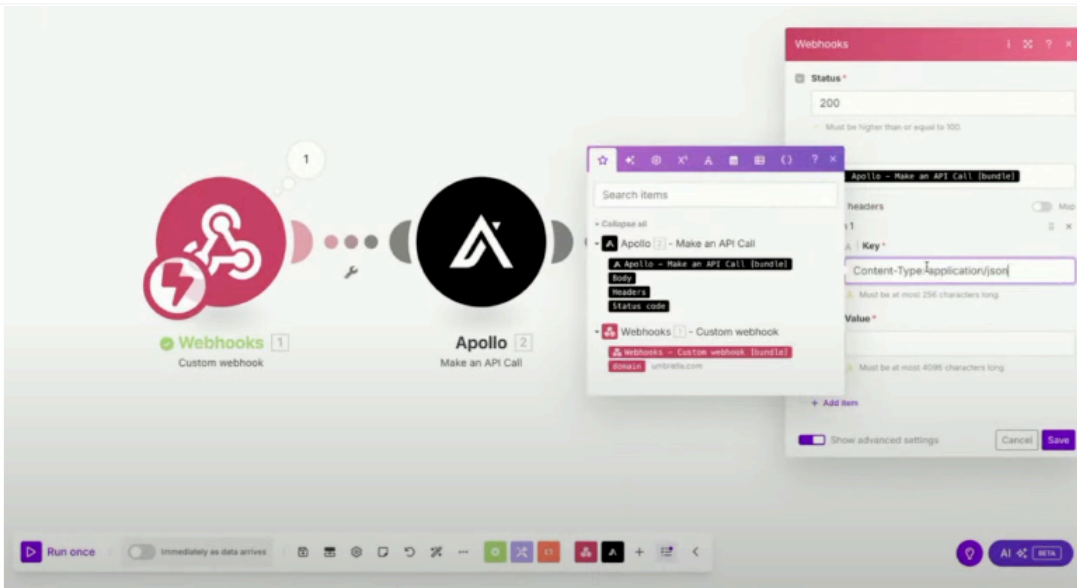 Webhooks
Status *
200
Must be higher than or equal to 100.
Apollo – Make an API Call [bundle]
headers
Map
1
Key *
Content-Type: application/json
Must be at most 256 characters long.
Value *
Must be at most 4096 characters long.
+ Add item
Show advanced settings
Cancel
Save
Search items
Collapse all
Apollo 2 - Make an API Call
Apollo – Make an API Call [bundle]
Body
Headers
Status code
Webhooks 1 - Custom webhook
Webhooks – Custom webhook [bundle]
domain umbrella.com
1
Webhooks 1
Custom webhook
Apollo 2
Make an API Call
Run once
Immediately as data arrives
AI BETA